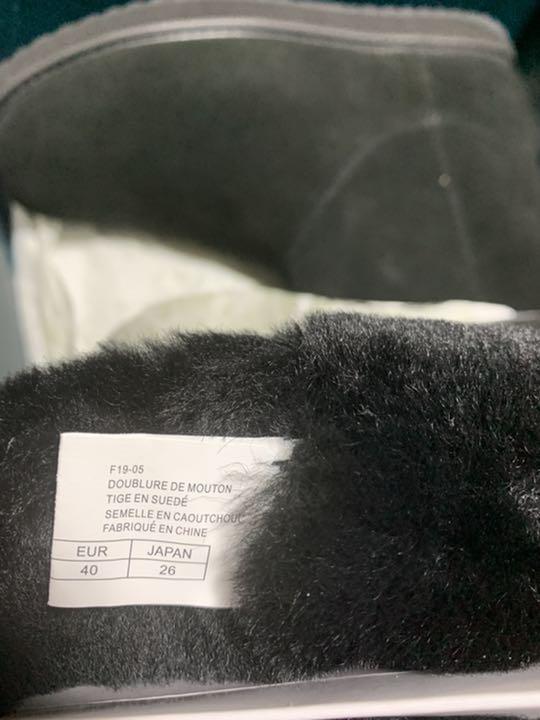 F19-05
DOUBLURE DE MOUTON
TIGE EN SUEDÉ
SEMELLE EN CAOUTCHOUC
FABRIQUÉ EN CHINE
EUR JAPAN
40 26